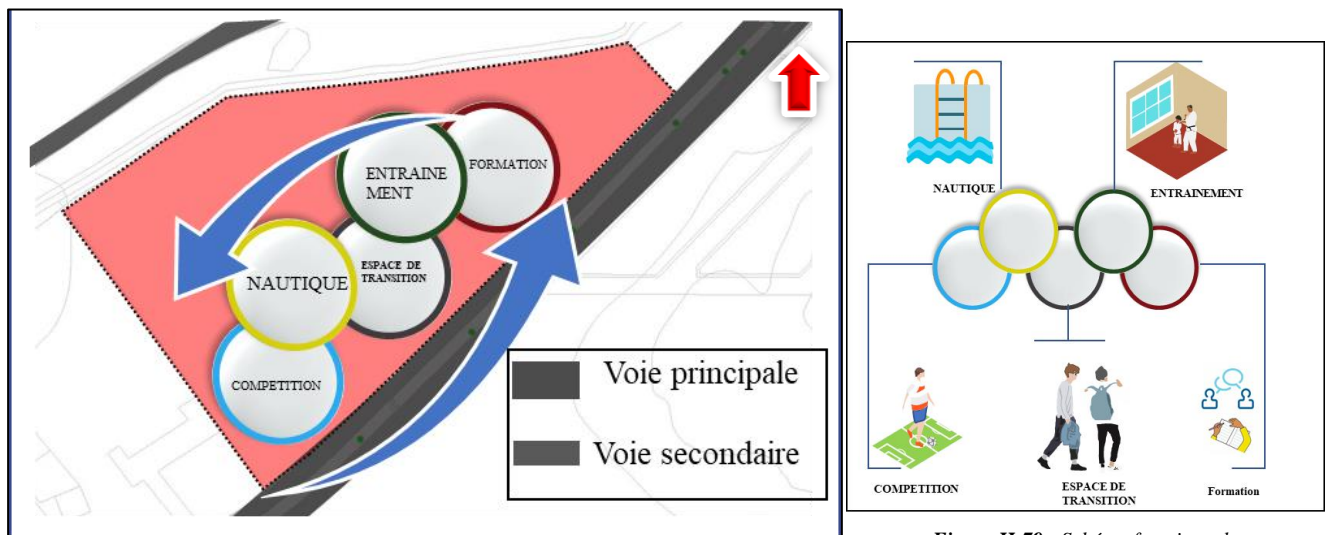 ENTRAINE
MENT
FORMATION
NAUTIQUE
ESPACE DE
TRANSITION
COMPETITION
Voie principale
Voie secondaire
NAUTIQUE
ENTRAINEMENT
COMPETITION
ESPACE DE
TRANSITION
Formation